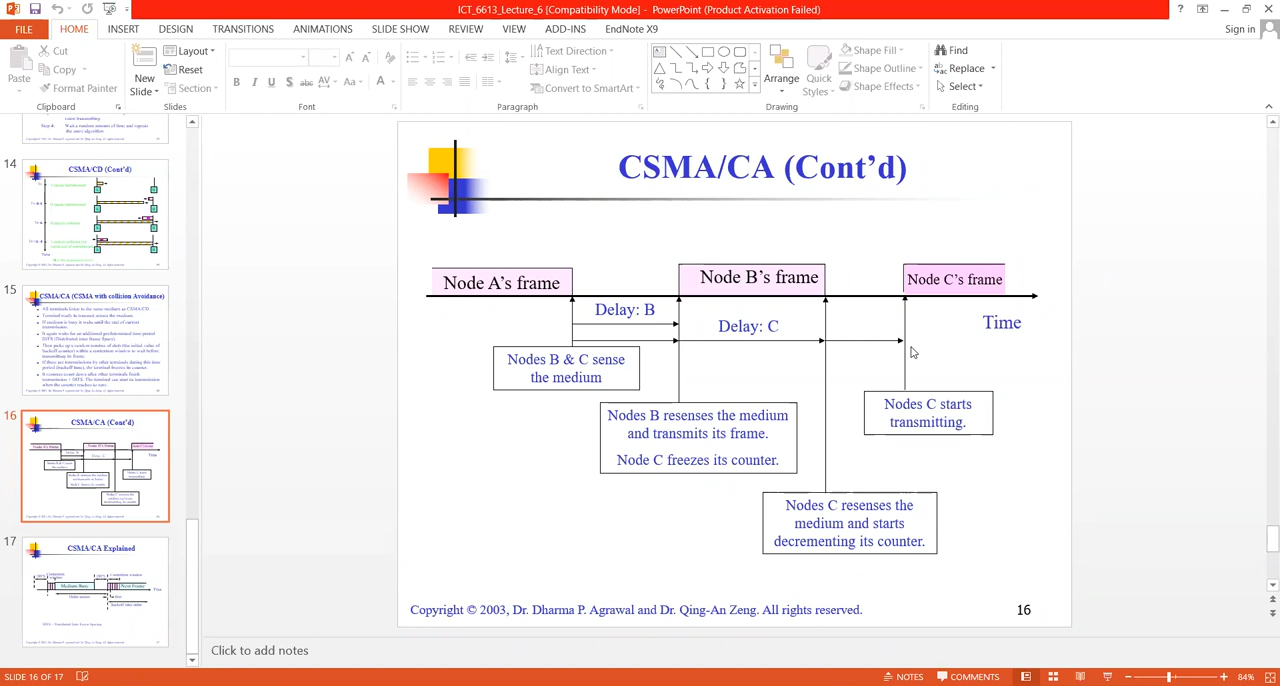 ICT_6613_Lecture_6 [Compatibility Mode] - PowerPoint (Product Activation Failed)
FILE HOME INSERT DESIGN TRANSITIONS ANIMATIONS SLIDE SHOW REVIEW VIEW ADD-INS EndNote X9 Sign in
Paste
Cut
Copy
Format Painter
Clipboard
New Slide
Layout
Reset
Section
Slides
B I U S abc AV Aa A
Font
Text Direction
Align Text
Convert to SmartArt
Paragraph
Arrange
Quick Styles
Shape Fill
Shape Outline
Shape Effects
Drawing
Find
Replace
Select
Editing
14
CSMA/CD (Cont'd)
15
CSMA/CA (CSMA with collision Avoidance)
16
CSMA/CA (Cont'd)
17
CSMA/CA Explained
CSMA/CA (Cont'd)
Node A's frame
Node B's frame
Node C's frame
Delay: B
Delay: C
Time
Nodes B & C sense
the medium
Nodes B resenses the medium
and transmits its frame.
Node C freezes its counter.
Nodes C starts
transmitting.
Nodes C resenses the
medium and starts
decrementing its counter.
Copyright © 2003, Dr. Dharma P. Agrawal and Dr. Qing-An Zeng. All rights reserved.
16
Click to add notes
SLIDE 16 OF 17
NOTES
COMMENTS
84%